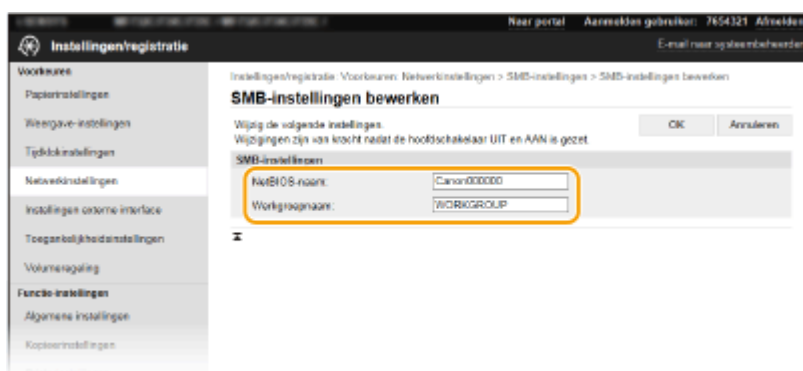 Naar portal Aanmelden gebruiker: 7654321 Afmelden
Instellingen/registratie
E-mail naar systeembeheerder
Voorkeuren
Papierinstellingen
Weergave-instellingen
Tijdklokinstellingen
Netwerkinstellingen
Instellingen externe interface
Toegankelijkheidsinstellingen
Volumeregeling
Functie-instellingen
Algemene instellingen
Kopieerinstellingen
Instellingen/registratie: Voorkeuren: Netwerkinstellingen > SMB-instellingen > SMB-instellingen bewerken
SMB-instellingen bewerken
Wijzig de volgende instellingen.
Wijzigingen zijn van kracht nadat de hoofdschakelaar UIT en AAN is gezet.
OK Annuleren
SMB-instellingen
NetBIOS-naam: Canon000000
Werkgroepnaam: WORKGROUP